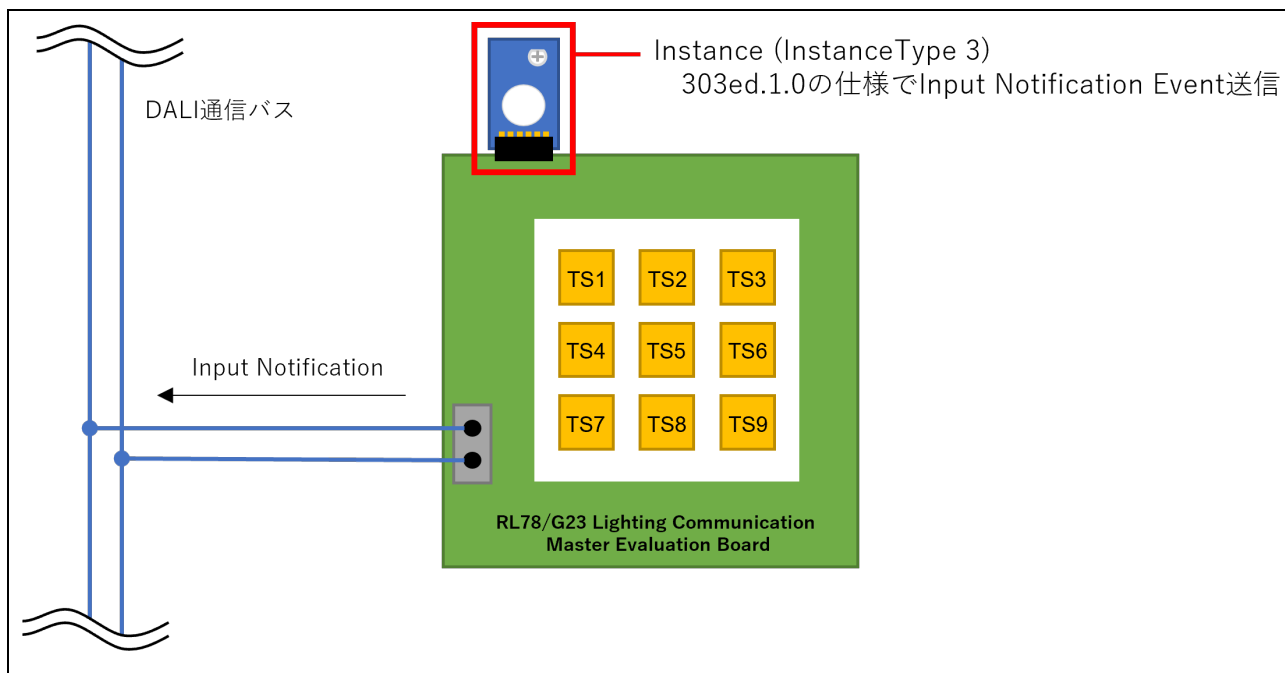 Instance (InstanceType 3)
303ed.1.0の仕様でInput Notification Event送信
DALI通信バス
TS1 TS2 TS3
TS4 TS5 TS6
Input Notification
TS7 TS8 TS9
RL78/G23 Lighting Communication
Master Evaluation Board